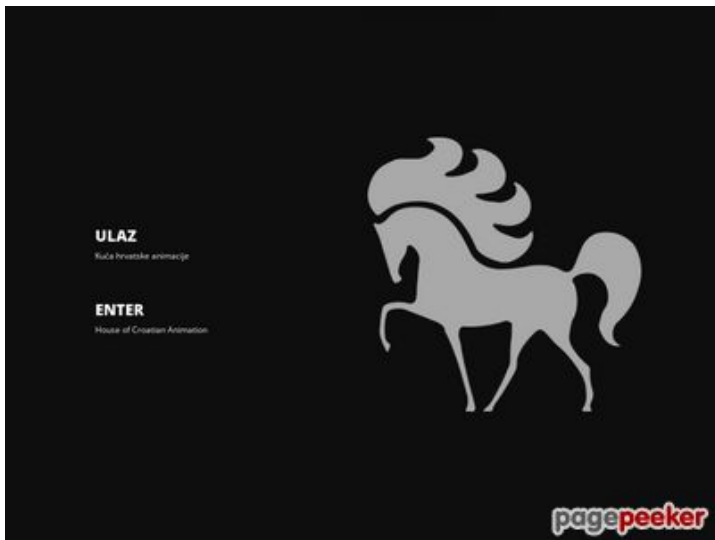 ULAZ
Kuća hrvatske animacije
ENTER
House of Croatian Animation
pagepeeker